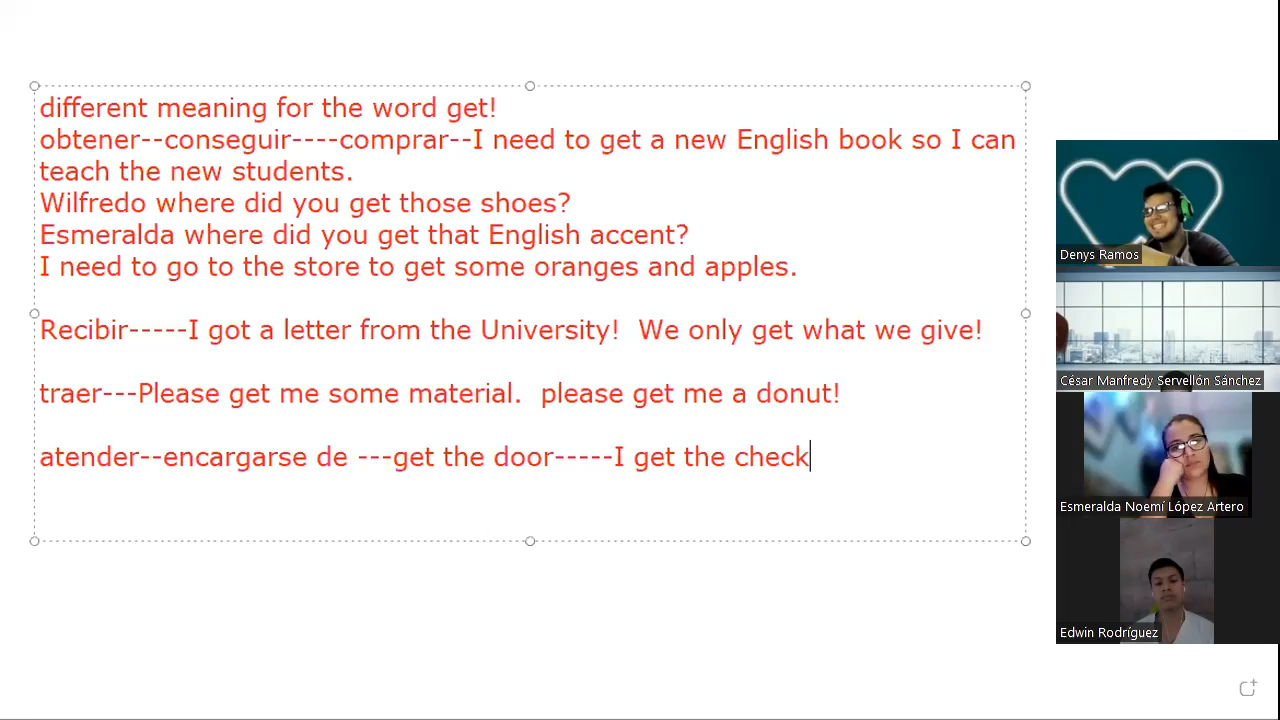 different meaning for the word get!
obtener--conseguir----comprar--I need to get a new English book so I can
teach the new students.
Wilfredo where did you get those shoes?
Esmeralda where did you get that English accent?
I need to go to the store to get some oranges and apples.
Recibir-----I got a letter from the University!  We only get what we give!
traer---Please get me some material.  please get me a donut!
atender--encargarse de ---get the door-----I get the check
Denys Ramos
César Manfredy Servellón Sánchez
Esmeralda Noemí López Artero
Edwin Rodríguez